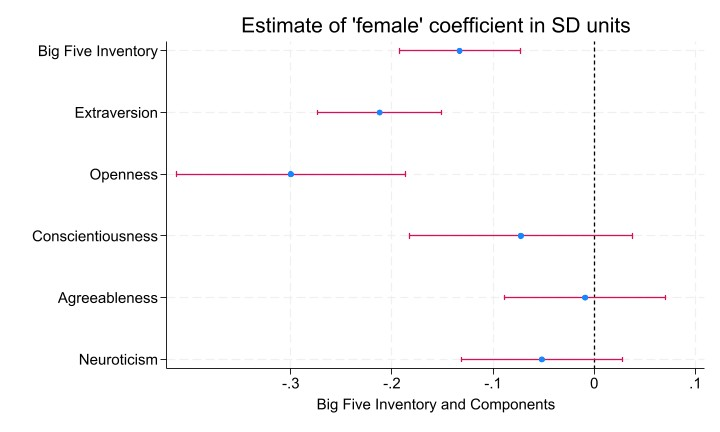 Estimate of 'female' coefficient in SD units
Big Five Inventory
Extraversion
Openness
Conscientiousness
Agreeableness
Neuroticism
-.3 -.2 -.1 0 .1
Big Five Inventory and Components